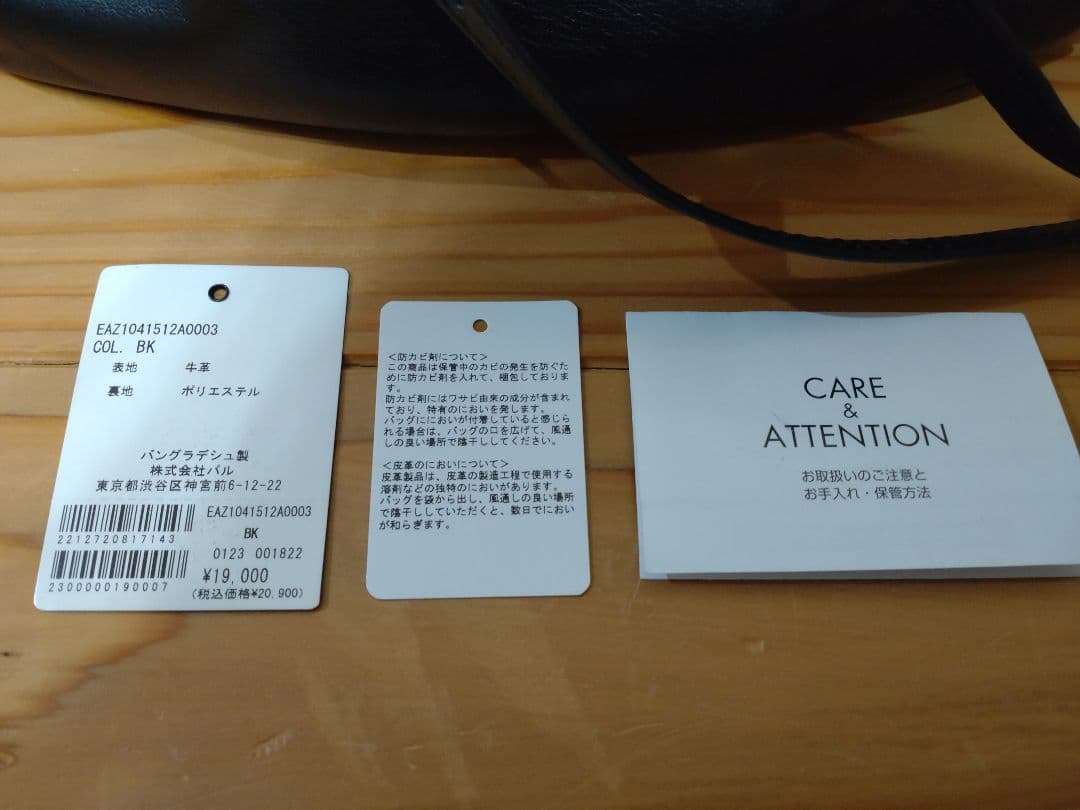 EAZ1041512A0003
COL. BK
表地 牛革
裏地 ポリエステル
バングラデシュ製
株式会社パル
東京都渋谷区神宮前6-12-22
EAZ1041512A0003
2212720817143
BK
0123 001822
2300000190007
¥19,000
(税込価格¥20,900)
<防カビ剤について>
この商品は保管中のカビの発生を防ぐた
めに防カビ剤を入れて、梱包しておりま
す。
防カビ剤にはワサビ由来の成分が含まれ
ており、特有のにおいを発します。
バッグににおいが付着していると感じら
れる場合は、バッグの口を広げて、風通
しの良い場所で陰干ししてください。
<皮革のにおいについて>
皮革製品は、皮革の製造工程で使用する
溶剤などの独特のにおいがあります。
バッグを袋から出し、風通しの良い場所
で陰干ししていただくと、数日でにおい
が和らぎます。
CARE
&
ATTENTION
お取扱いのご注意と
お手入れ・保管方法